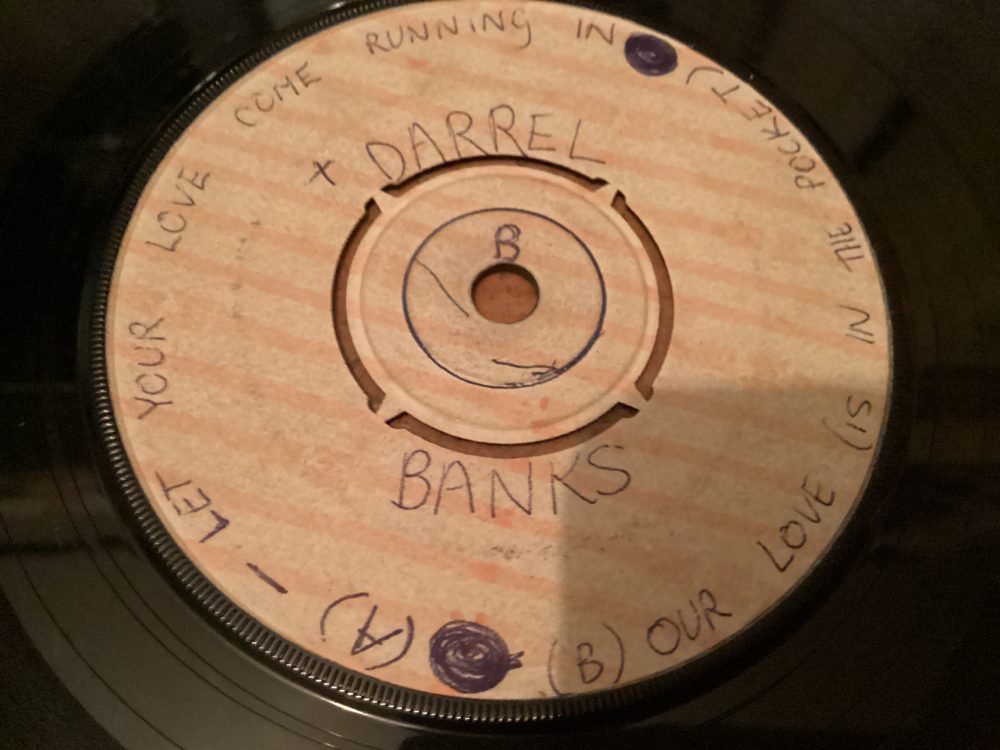 + DARREL
B
BANKS
(A) — LET YOUR LOVE COME RUNNING IN
(B) OUR LOVE (IS IN THE POCKET)